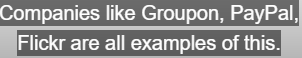 Companies like Groupon, PayPal,
Flickr are all examples of this.